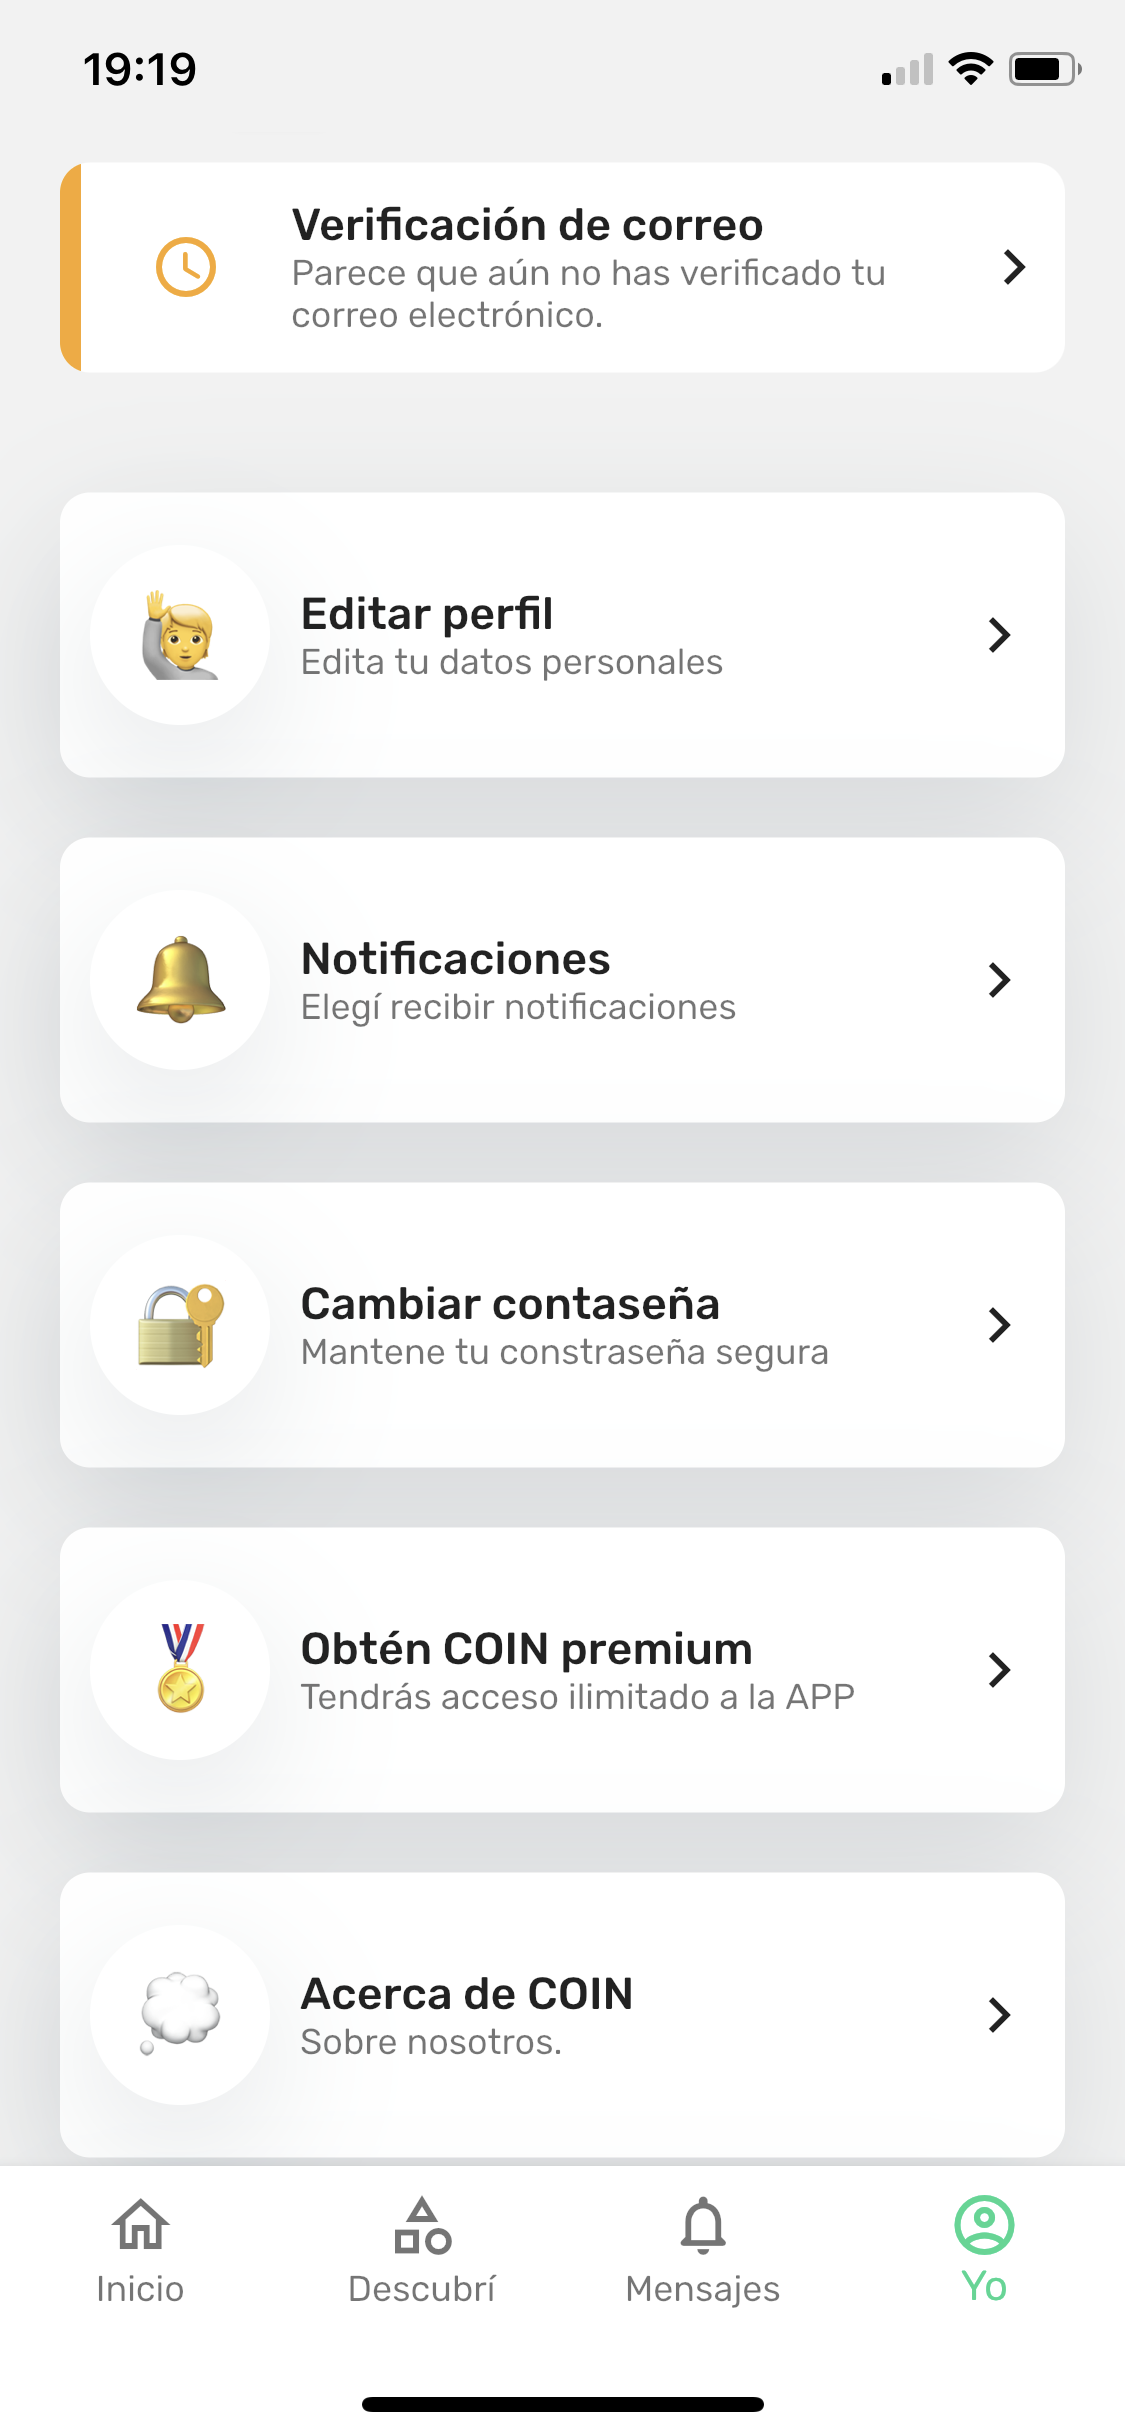 19:19
Verificación de correo
Parece que aún no has verificado tu
correo electrónico.
Editar perfil
Edita tu datos personales
Notificaciones
Elegí recibir notificaciones
Cambiar contaseña
Mantene tu constraseña segura
Obtén COIN premium
Tendrás acceso ilimitado a la APP
Acerca de COIN
Sobre nosotros.
Inicio
Descubrí
Mensajes
Yo